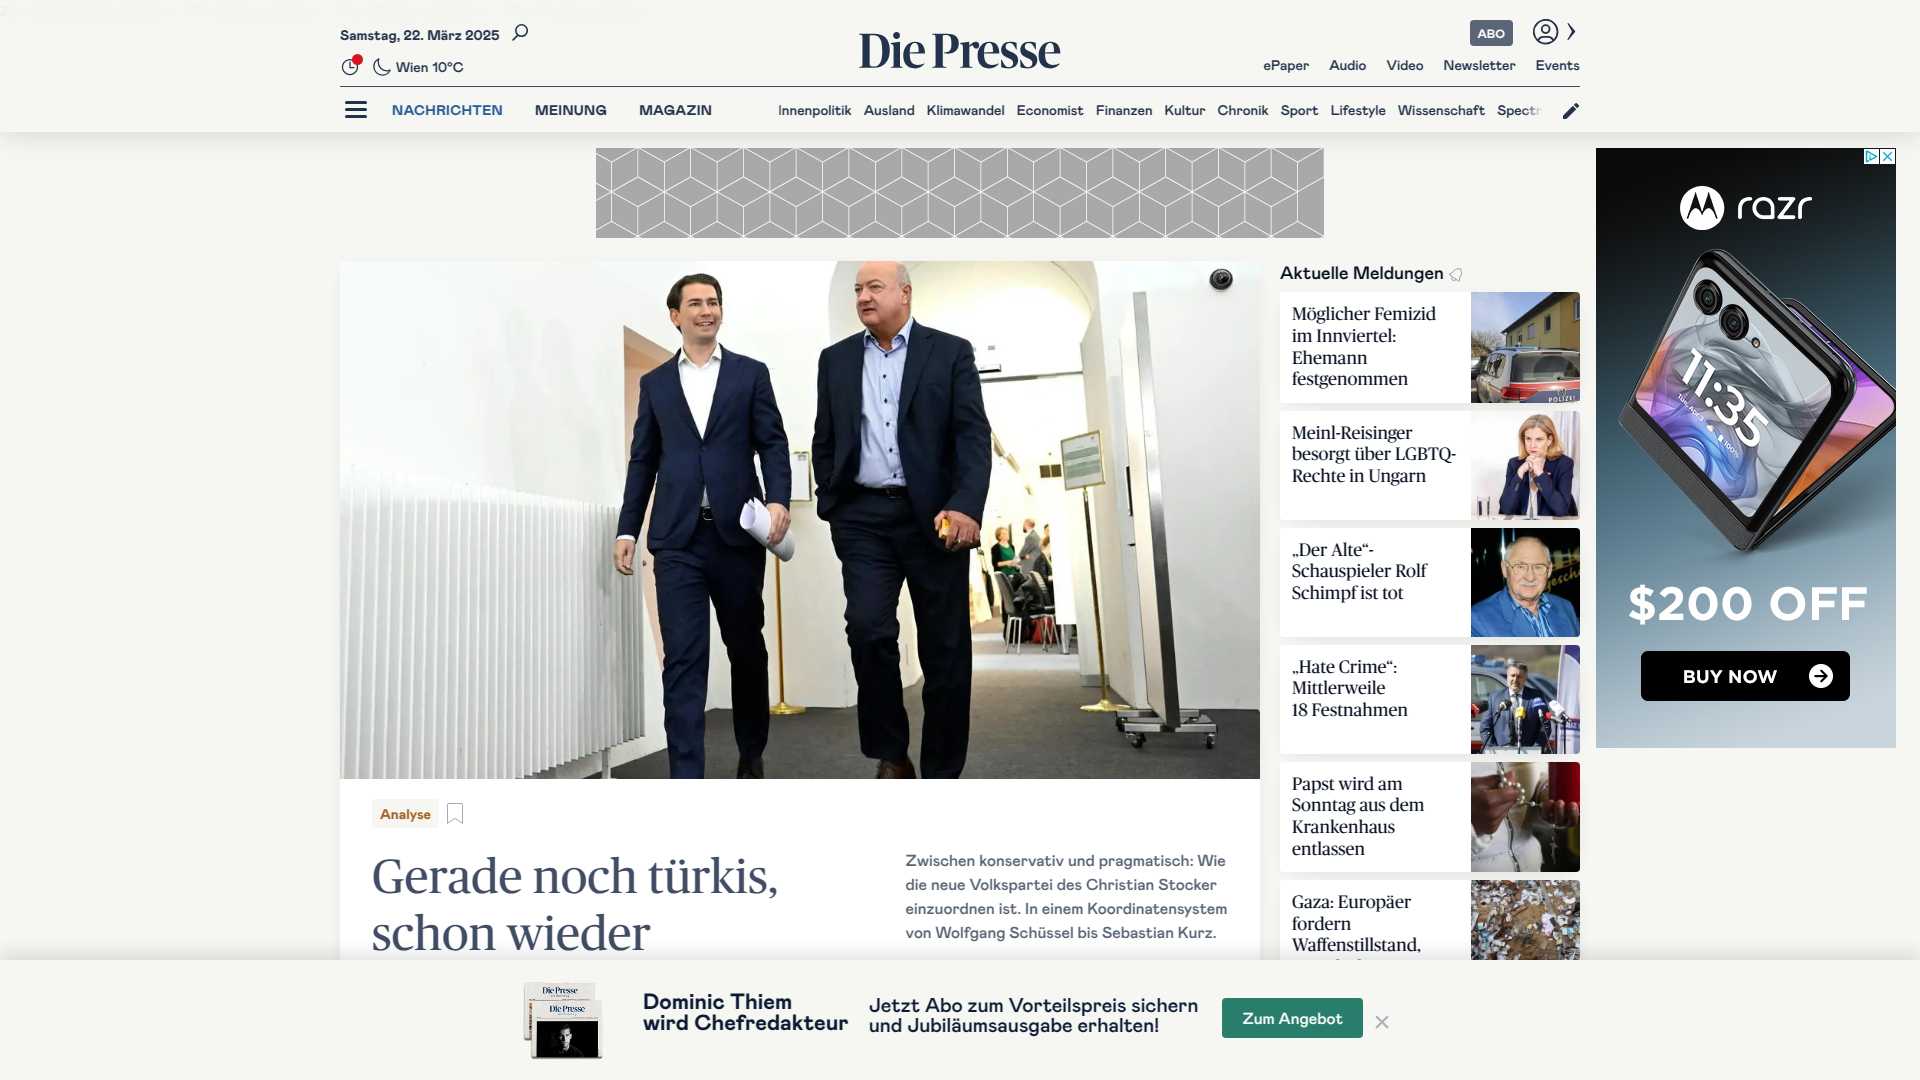 Samstag, 22. März 2025
Wien 10°C
Die Presse
ABO
ePaper Audio Video Newsletter Events
NACHRICHTEN MEINUNG MAGAZIN
Innenpolitik Ausland Klimawandel Economist Finanzen Kultur Chronik Sport Lifestyle Wissenschaft Spectr
razr
11:35
$200 OFF
BUY NOW
Analyse
Gerade noch türkis,
schon wieder
Zwischen konservativ und pragmatisch: Wie
die neue Volkspartei des Christian Stocker
einzuordnen ist. In einem Koordinatensystem
von Wolfgang Schüssel bis Sebastian Kurz.
Aktuelle Meldungen
Möglicher Femizid
im Innviertel:
Ehemann
festgenommen
POLIZEI
Meinl-Reisinger
besorgt über LGBTQ-
Rechte in Ungarn
„Der Alte“-
Schauspieler Rolf
Schimpf ist tot
„Hate Crime“:
Mittlerweile
18 Festnahmen
Papst wird am
Sonntag aus dem
Krankenhaus
entlassen
Gaza: Europäer
fordern
Waffenstillstand,
Die Presse
Die Presse
Dominic Thiem
wird Chefredakteur
Jetzt Abo zum Vorteilspreis sichern
und Jubiläumsausgabe erhalten!
Zum Angebot